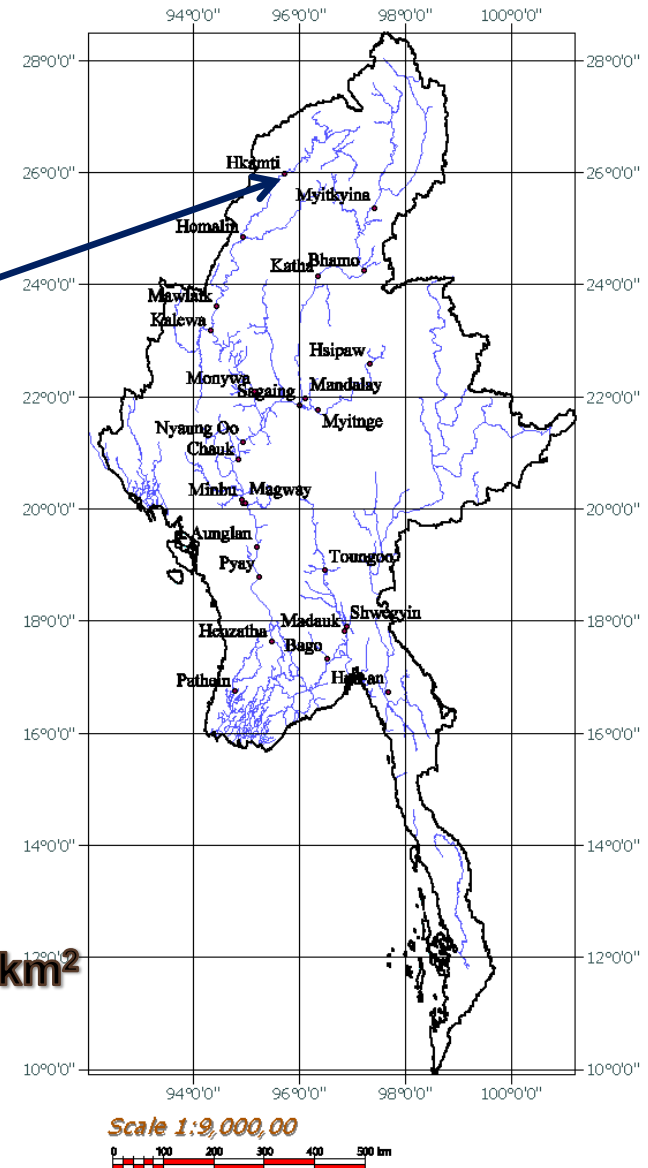 94°0'0" 96°0'0" 98°0'0" 100°0'0"
28°0'0" 28°0'0"
Hkamti
26°0'0" 26°0'0"
Myitkyina
Homalin
Katha Bhamo
24°0'0" 24°0'0"
Mawlaik
Kalewa
Hsipaw
Monywa
Sagaing Mandalay
22°0'0" 22°0'0"
Myitnge
Nyaung Oo
Chauk
Minbu Magway
20°0'0" 20°0'0"
Aunglan
Pyay Toungoo
18°0'0" 18°0'0"
Madauk Shwegyin
Henzatha
Bago
Pathein
16°0'0" 16°0'0"
14°0'0" 14°0'0"
km² 12°0'0" 12°0'0"
10°0'0" 10°0'0"
94°0'0" 96°0'0" 98°0'0" 100°0'0"
Scale 1:9,000,00
0 100 200 300 400 500 km